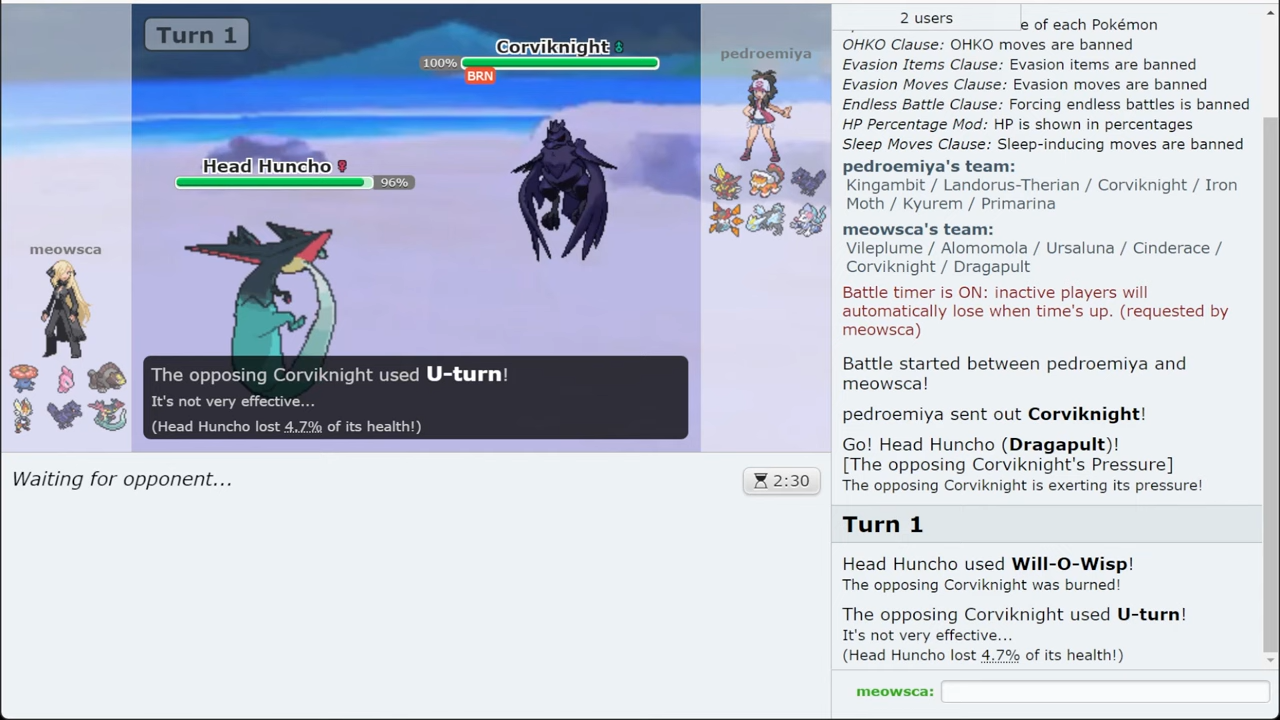 Turn 1
Corviknight
100%
BRN
Head Huncho
96%
pedroemiya
meowsca
The opposing Corviknight used U-turn!
It's not very effective...
(Head Huncho lost 4.7% of its health!)
Waiting for opponent...
2:30
2 users
e of each Pokémon
OHKO Clause: OHKO moves are banned
Evasion Items Clause: Evasion items are banned
Evasion Moves Clause: Evasion moves are banned
Endless Battle Clause: Forcing endless battles is banned
HP Percentage Mod: HP is shown in percentages
Sleep Moves Clause: Sleep-inducing moves are banned
pedroemiya's team:
Kingambit / Landorus-Therian / Corviknight / Iron
Moth / Kyurem / Primarina
meowsca's team:
Vileplume / Alomomola / Ursaluna / Cinderace /
Corviknight / Dragapult
Battle timer is ON: inactive players will
automatically lose when time's up. (requested by
meowsca)
Battle started between pedroemiya and
meowsca!
pedroemiya sent out Corviknight!
Go! Head Huncho (Dragapult)!
[The opposing Corviknight's Pressure]
The opposing Corviknight is exerting its pressure!
Turn 1
Head Huncho used Will-O-Wisp!
The opposing Corviknight was burned!
The opposing Corviknight used U-turn!
It's not very effective...
(Head Huncho lost 4.7% of its health!)
meowsca: